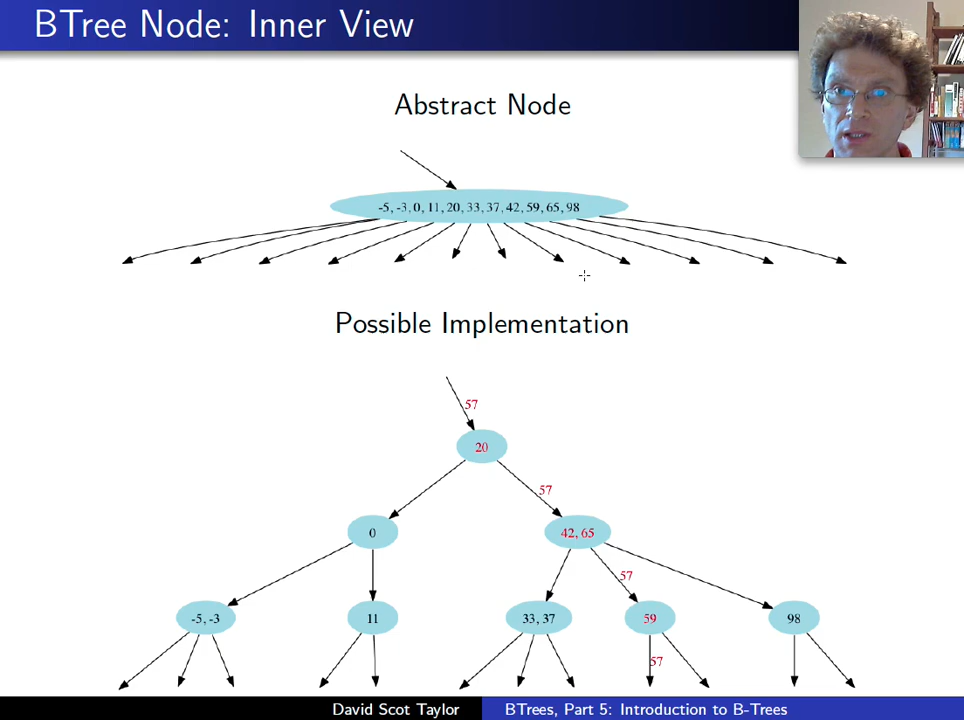 BTree Node: Inner View
Abstract Node
-5, -3, 0, 11, 20, 33, 37, 42, 59, 65, 98
Possible Implementation
57
20
57
0
42, 65
57
-5, -3
11
33, 37
59
98
57
David Scot Taylor
BTrees, Part 5: Introduction to B-Trees